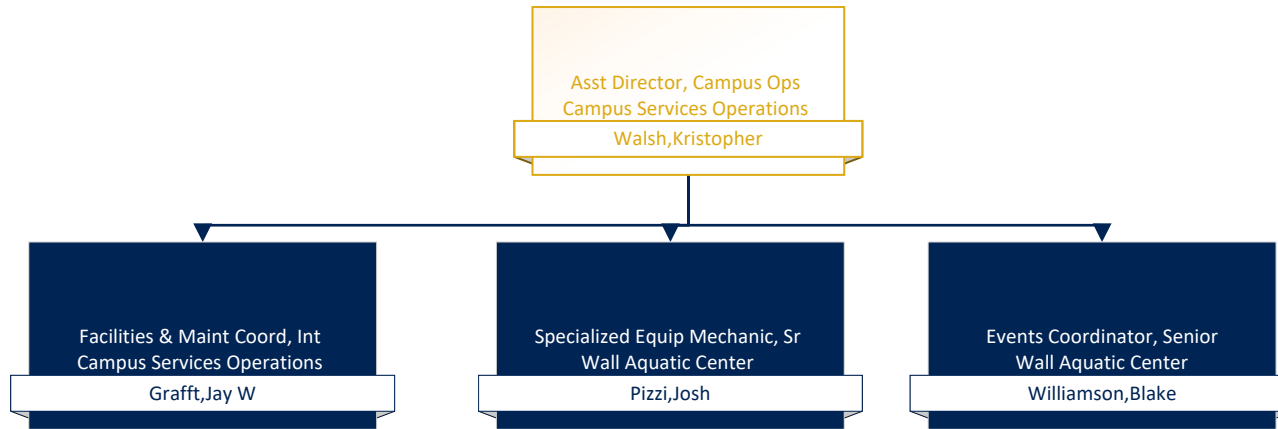 Asst Director, Campus Ops
Campus Services Operations
Walsh,Kristopher
Facilities & Maint Coord, Int
Campus Services Operations
Grafft,Jay W
Specialized Equip Mechanic, Sr
Wall Aquatic Center
Pizzi,Josh
Events Coordinator, Senior
Wall Aquatic Center
Williamson,Blake